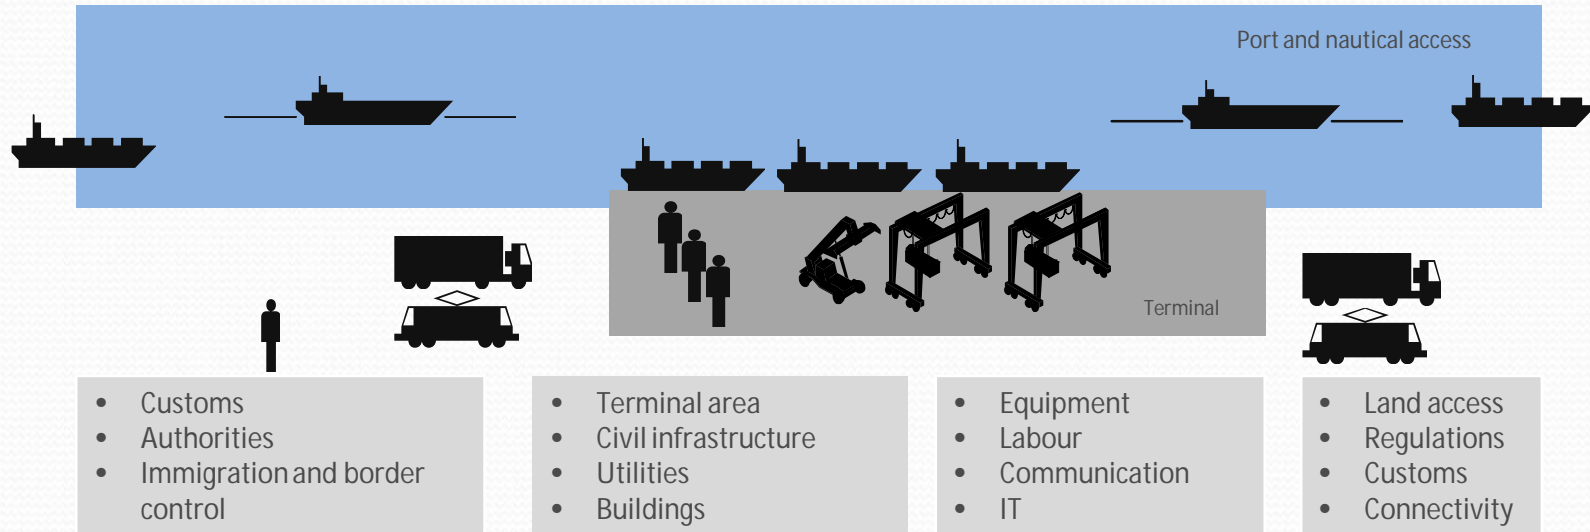 Port and nautical access
Terminal
• Customs
• Authorities
• Immigration and border
control
• Terminal area
• Civil infrastructure
• Utilities
• Buildings
• Equipment
• Labour
• Communication
• IT
• Land access
• Regulations
• Customs
• Connectivity